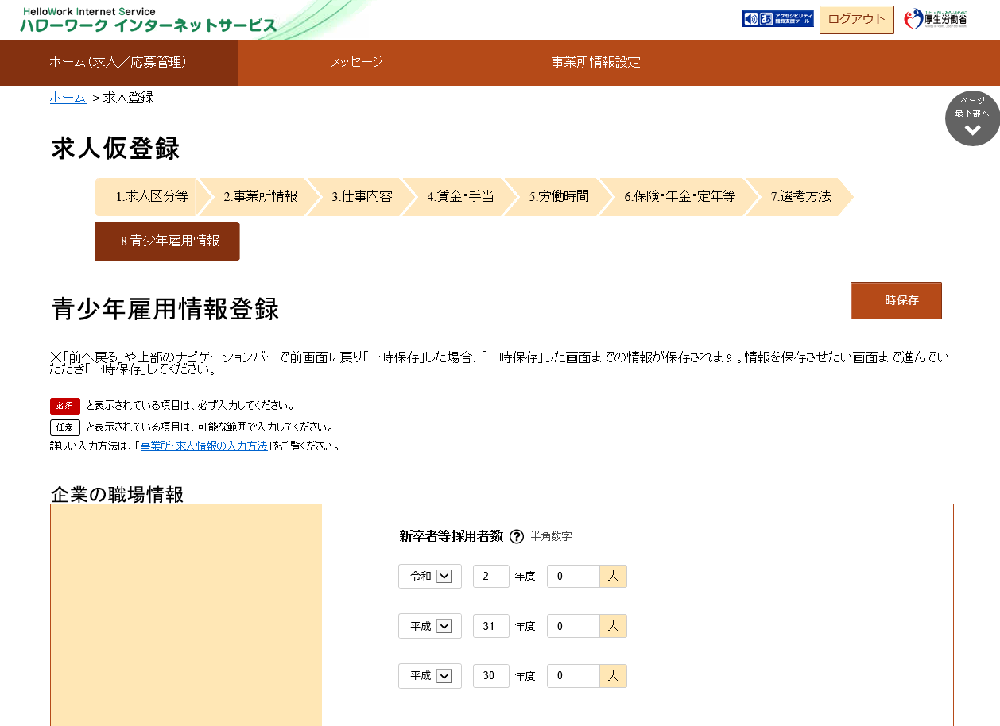 HelloWork Internet Service
ハローワーク インターネットサービス
アクセシビリティ
閲覧支援ツール
ログアウト
ひと、くらし、みらいのために
厚生労働省
ホーム(求人/応募管理)
メッセージ
事業所情報設定
ホーム >求人登録
ページ
最下部へ
求人仮登録
1.求人区分等
2.事業所情報
3.仕事内容
4.賃金・手当
5.労働時間
6.保険・年金・定年等
7.選考方法
8.青少年雇用情報
青少年雇用情報登録
一時保存
※「前へ戻る」や上部のナビゲーションバーで前画面に戻り「一時保存」した場合、「一時保存」した画面までの情報が保存されます。情報を保存させたい画面まで進んでい
ただき「一時保存」してください。
必須 と表示されている項目は、必ず入力してください。
任意 と表示されている項目は、可能な範囲で入力してください。
詳しい入力方法は、「事業所・求人情報の入力方法」をご覧ください。
企業の職場情報
新卒者等採用者数 ? 半角数字
令和 2 年度 0 人
平成 31 年度 0 人
平成 30 年度 0 人